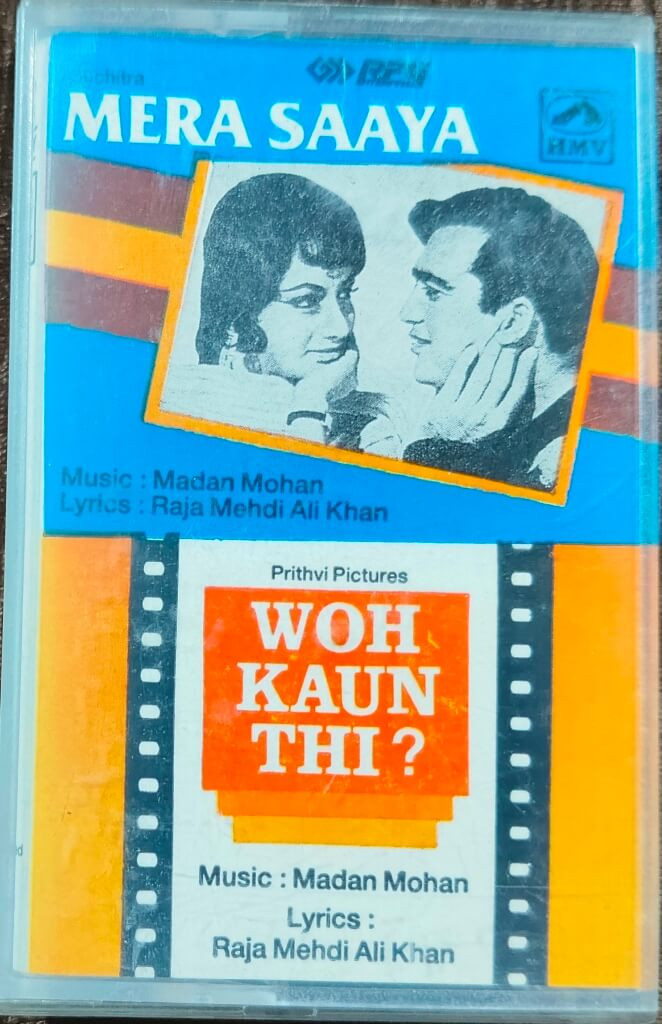 RPG
MERA SAAYA
HMV
Music : Madan Mohan
Lyrics : Raja Mehdi Ali Khan
Prithvi Pictures
WOH
KAUN
THI ?
Music : Madan Mohan
Lyrics :
Raja Mehdi Ali Khan